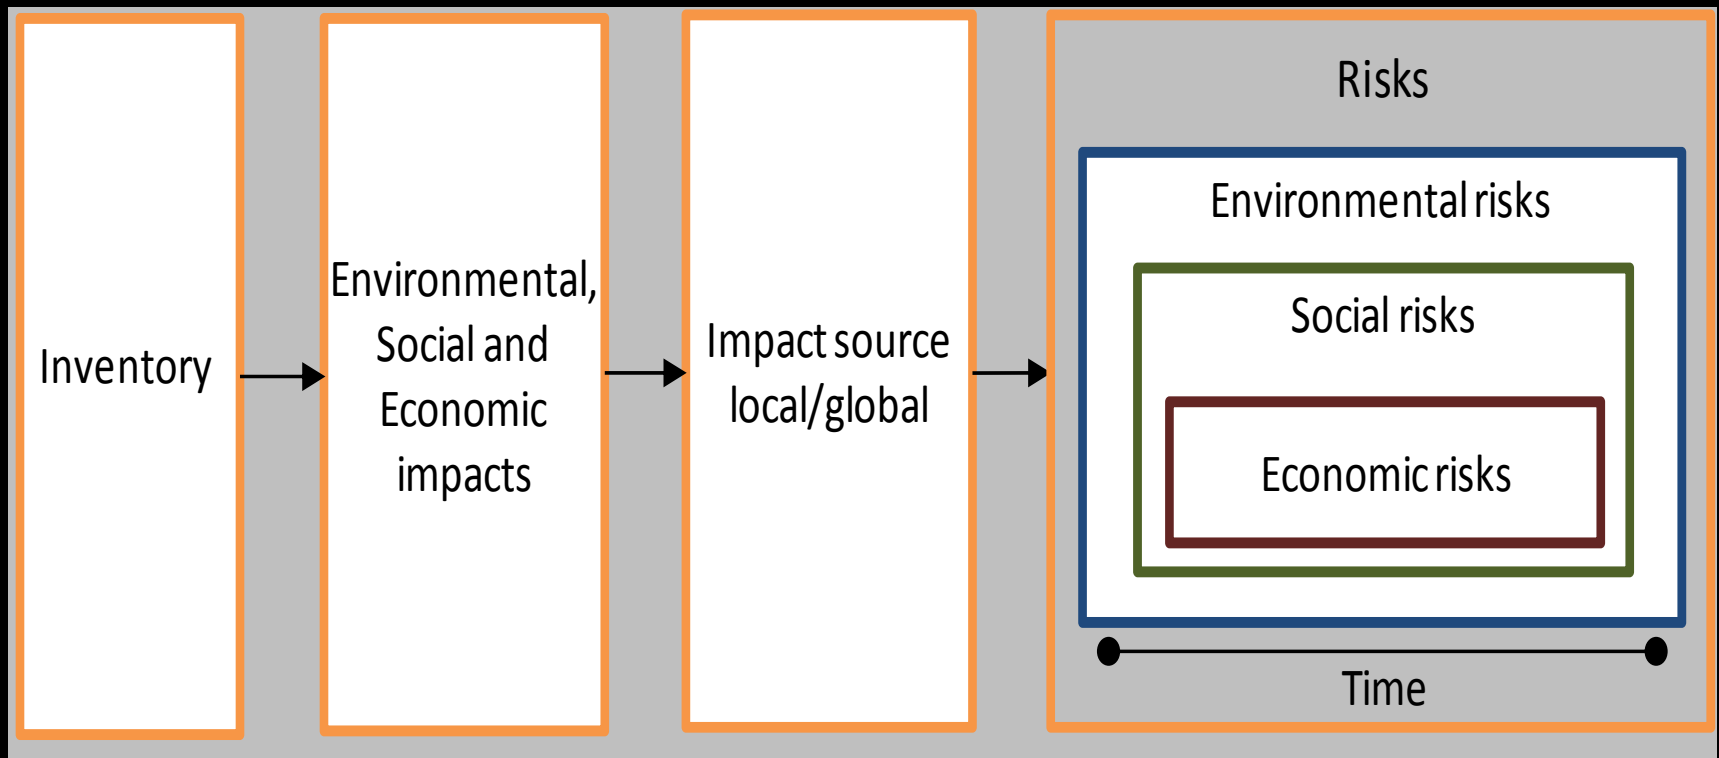 Inventory
Environmental,
Social and
Economic
impacts
Impact source
local/global
Risks
Environmental risks
Social risks
Economic risks
Time